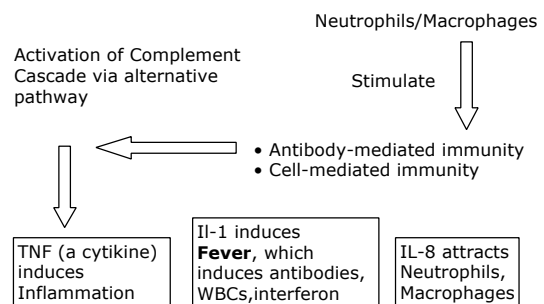 Neutrophils/Macrophages
Activation of Complement
Cascade via alternative
pathway
Stimulate
• Antibody-mediated immunity
• Cell-mediated immunity
TNF (a cytikine)
induces
Inflammation
Il-1 induces
Fever, which
induces antibodies,
WBCs,interferon
IL-8 attracts
Neutrophils,
Macrophages